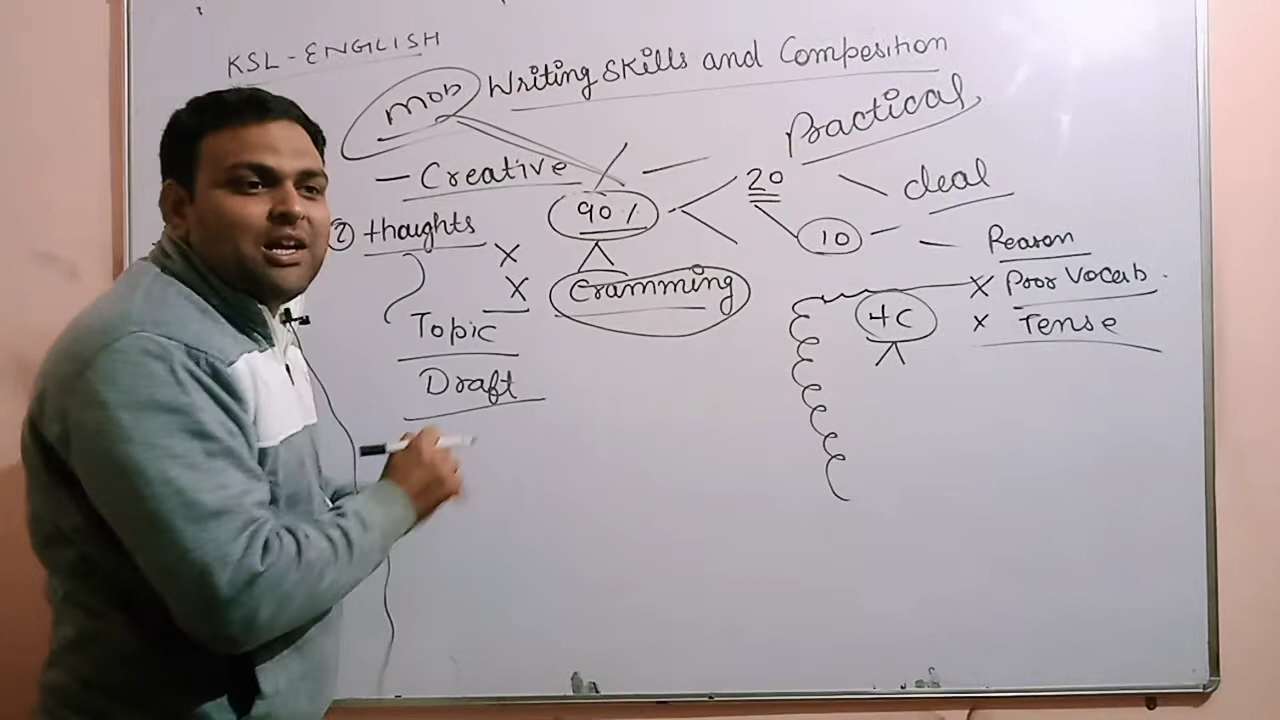 KSL - ENGLISH
mob Writing Skills and Composition
Practical
- Creative
② thoughts
90%
20
10
deal
Reason
Cramming
x Poor Vocab.
x Tense
4C
Topic
Draft